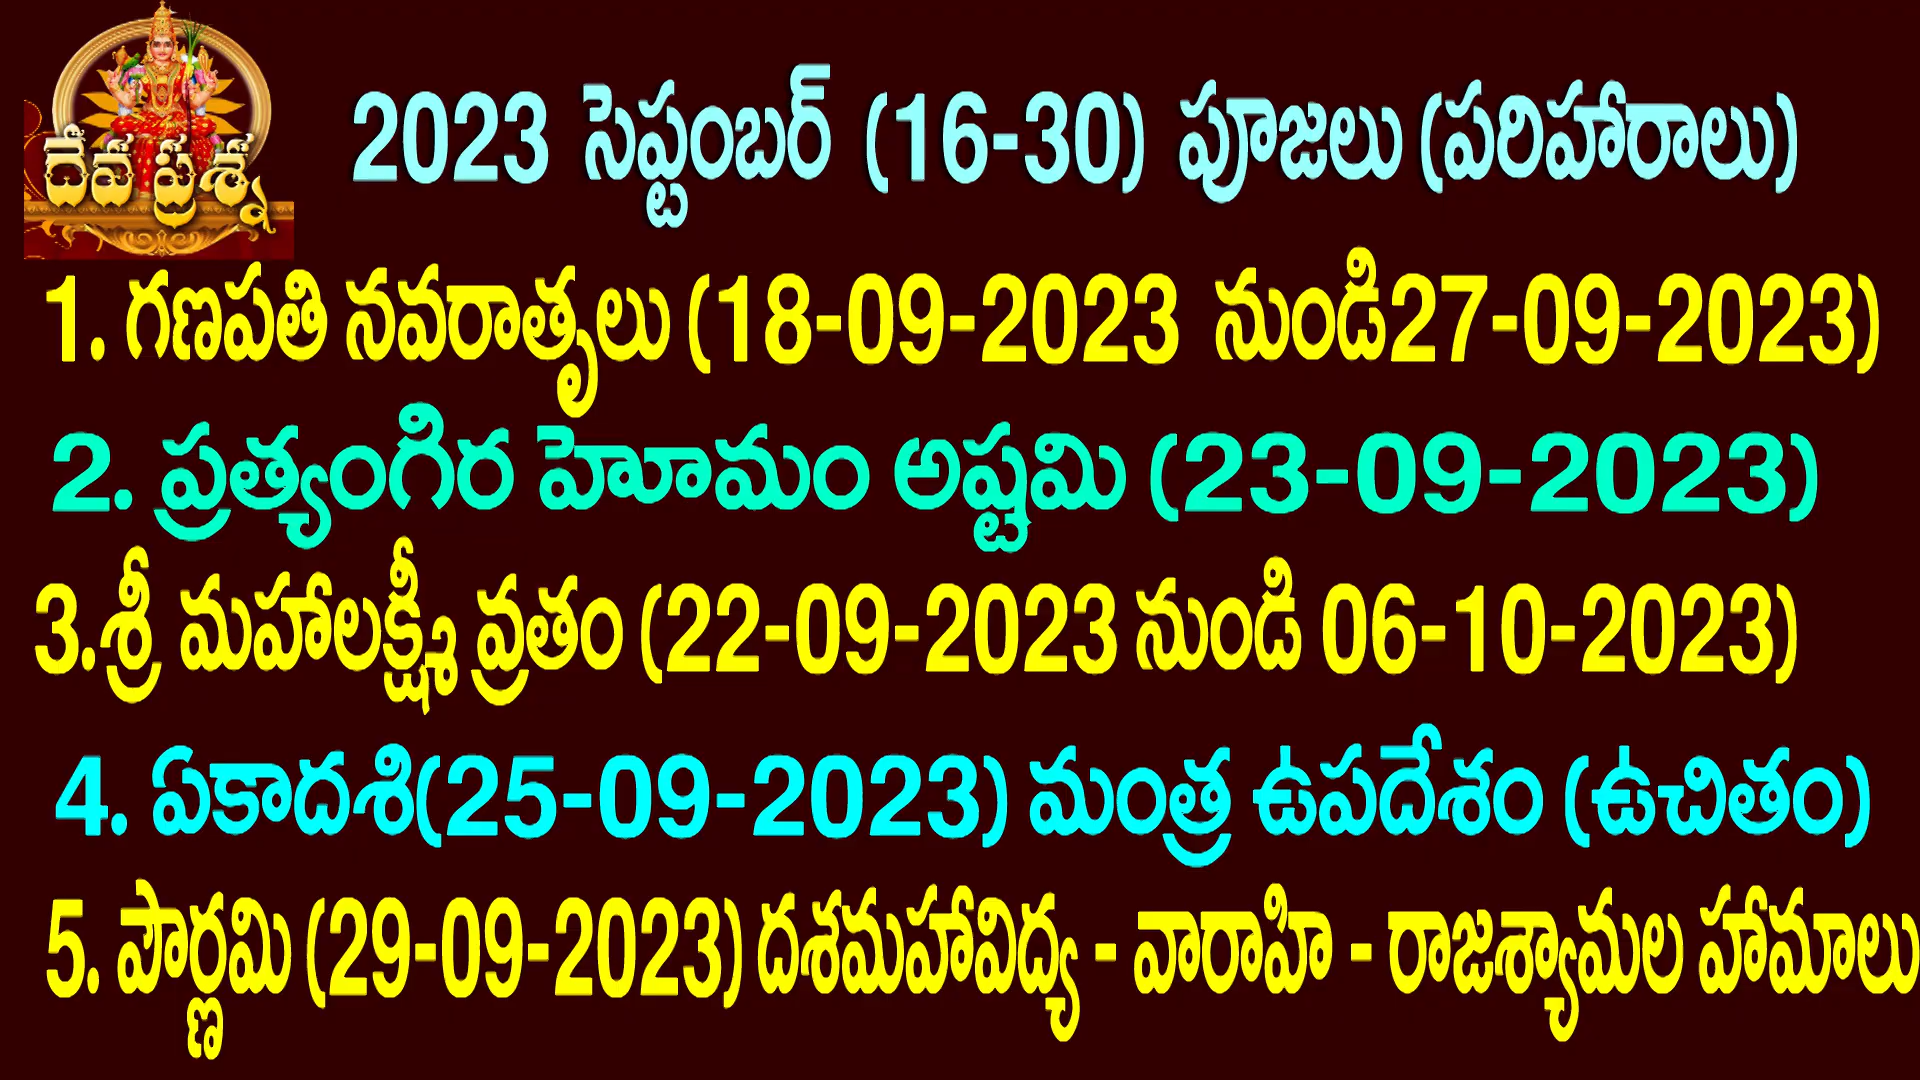 దేవ ప్రశ్న
2023 సెప్టంబర్ (16-30) పూజలు (పరిహారాలు)
1. గణపతి నవరాతృలు (18-09-2023 నుండి27-09-2023)
2. ప్రత్యంగిర హెూమం అష్టమి (23-09-2023)
3.శ్రీ మహాలక్ష్మీ వ్రతం (22-09-2023 నుండి 06-10-2023)
4. ఏకాదశి(25-09-2023) మంత్ర ఉపదేశం (ఉచితం)
5. పౌర్ణమి (29-09-2023) దశమహావిద్య - వారాహి - రాజశ్యామల హామాలు